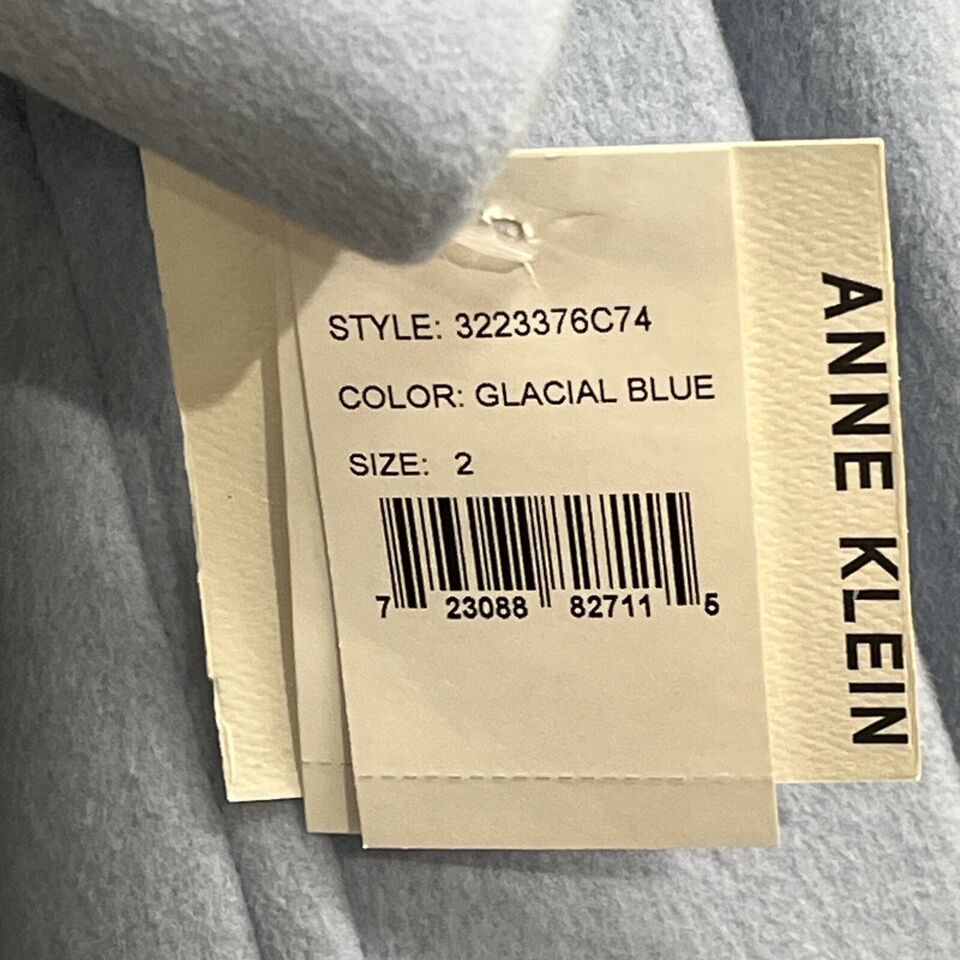 STYLE: 3223376C74
COLOR: GLACIAL BLUE
SIZE: 2
7 23088 82711 5
ANNE KLEIN